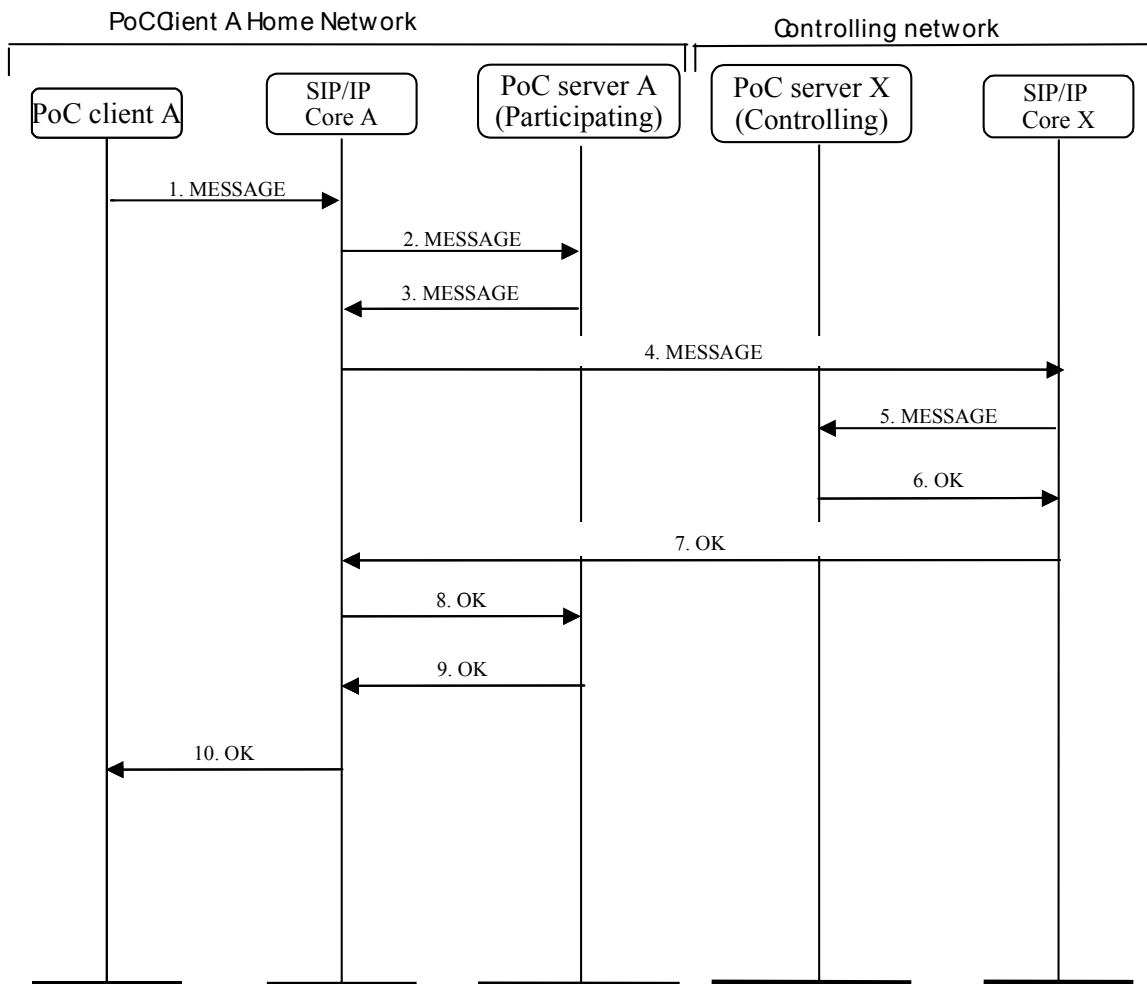 PoCClient A Home Network
Controlling network
PoC client A
SIP/IP
Core A
PoC server A
(Participating)
PoC server X
(Controlling)
SIP/IP
Core X
1. MESSAGE
2. MESSAGE
3. MESSAGE
4. MESSAGE
5. MESSAGE
6. OK
7. OK
8. OK
9. OK
10. OK